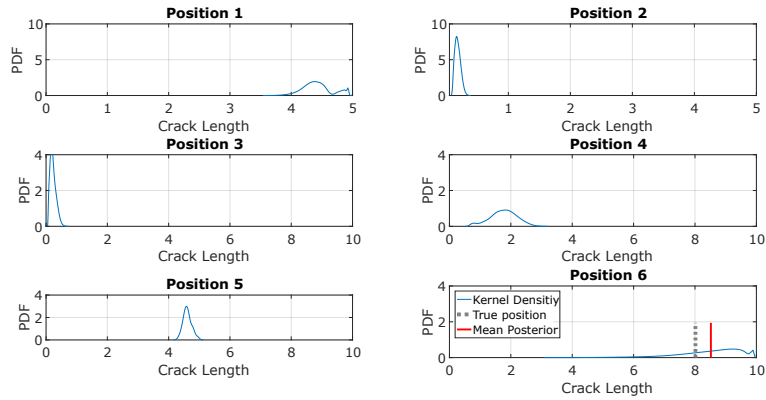 Position 1
PDF
10
5
0
0 1 2 3 4 5
Crack Length
Position 2
PDF
10
5
0
1 2 3 4 5
Crack Length
Position 3
PDF
4
2
0
0 2 4 6 8 10
Crack Length
Position 4
PDF
4
2
0
0 2 4 6 8 10
Crack Length
Position 5
PDF
4
2
0
0 2 4 6 8 10
Crack Length
Position 6
PDF
4
2
0
Kernel Densitiy
True position
Mean Posterior
0 2 4 6 8 10
Crack Length